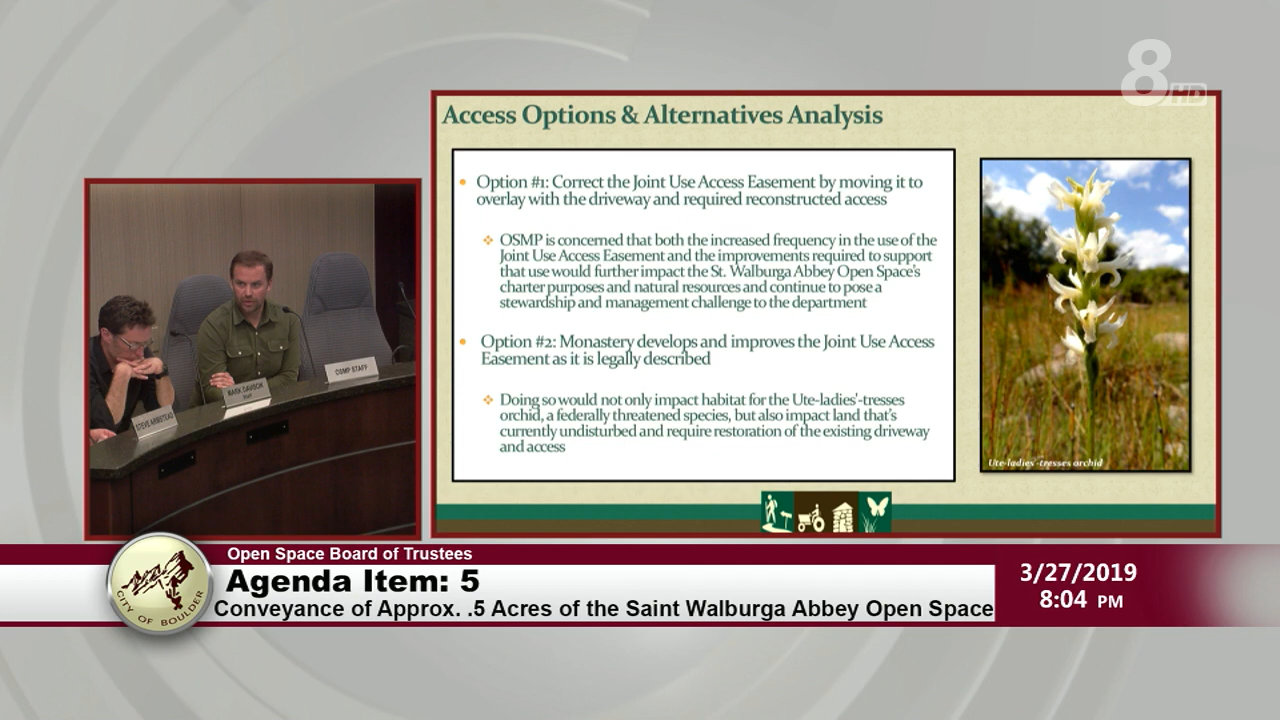 8
HD
Access Options & Alternatives Analysis
• Option #1: Correct the Joint Use Access Easement by moving it to
overlay with the driveway and required reconstructed access
❖ OSMP is concerned that both the increased frequency in the use of the
Joint Use Access Easement and the improvements required to support
that use would further impact the St. Walburga Abbey Open Space's
charter purposes and natural resources and continue to pose a
stewardship and management challenge to the department
• Option #2: Monastery develops and improves the Joint Use Access
Easement as it is legally described
❖ Doing so would not only impact habitat for the Ute-ladies'-tresses
orchid, a federally threatened species, but also impact land that's
currently undisturbed and require restoration of the existing driveway
and access
Ute-ladies'-tresses orchid
STEVE ARMSTEAD
MARK DAVISON
OSMP STAFF
CITY OF BOULDER
Open Space Board of Trustees
Agenda Item: 5
Conveyance of Approx. .5 Acres of the Saint Walburga Abbey Open Space
3/27/2019
8:04 PM